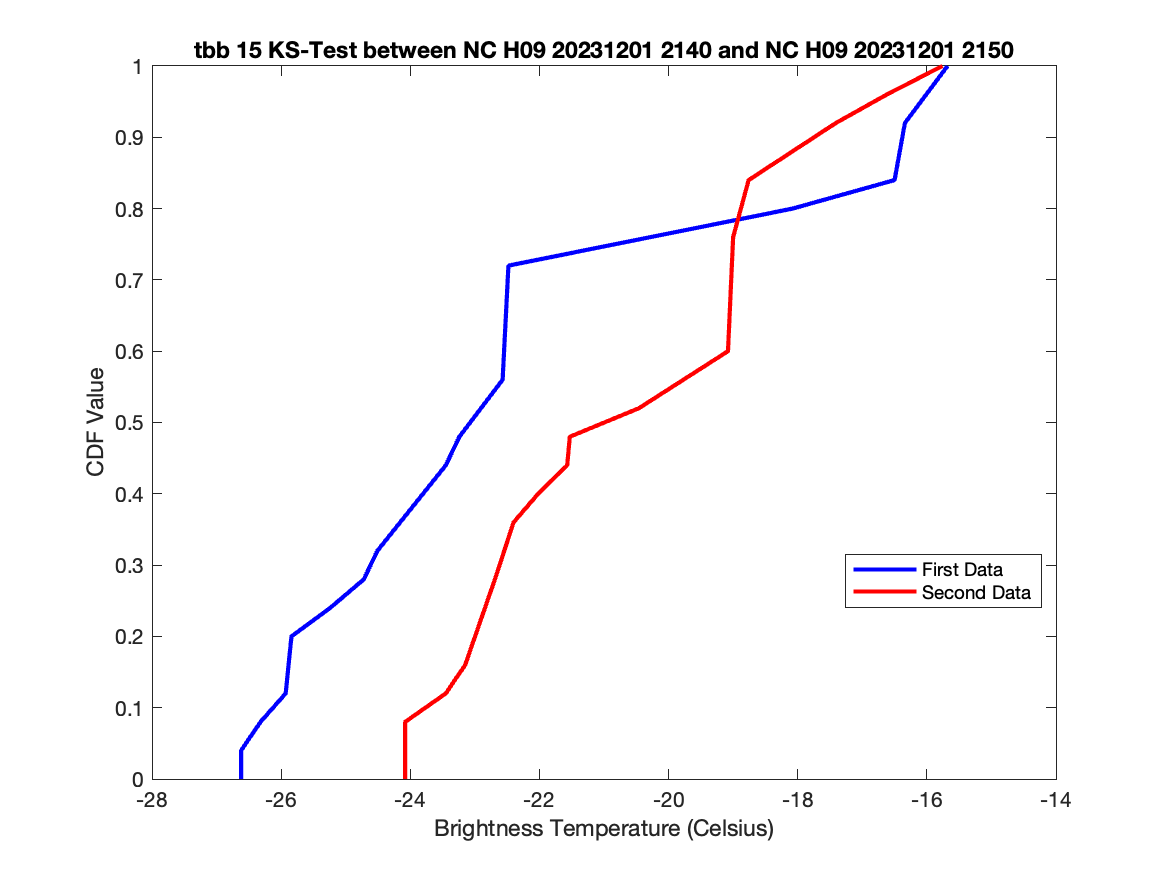 tbb 15 KS-Test between NC H09 20231201 2140 and NC H09 20231201 2150
1
0.9
0.8
0.7
0.6
0.5
0.4
0.3
0.2
0.1
0
CDF Value
First Data
Second Data
-28 -26 -24 -22 -20 -18 -16 -14
Brightness Temperature (Celsius)